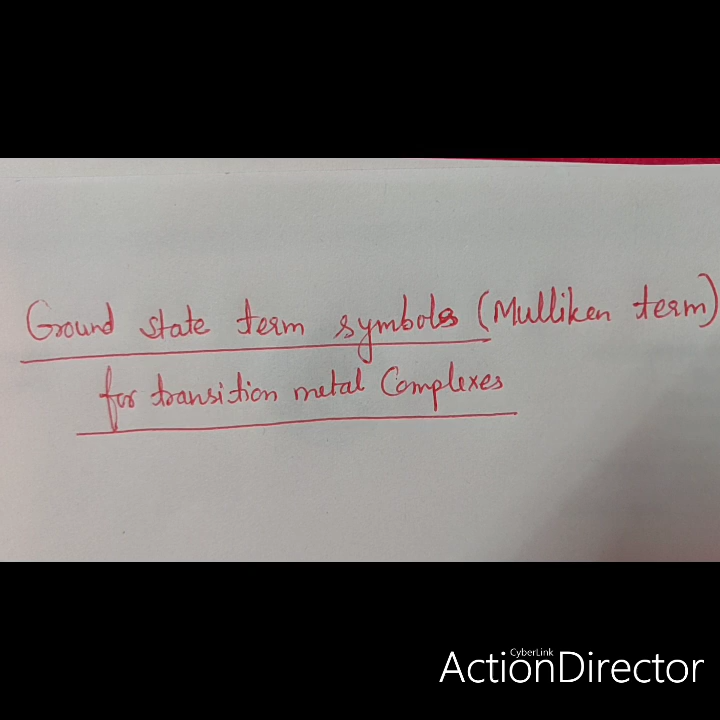 Ground state term symbols (Mulliken term)
for transition metal Complexes
CyberLink
ActionDirector